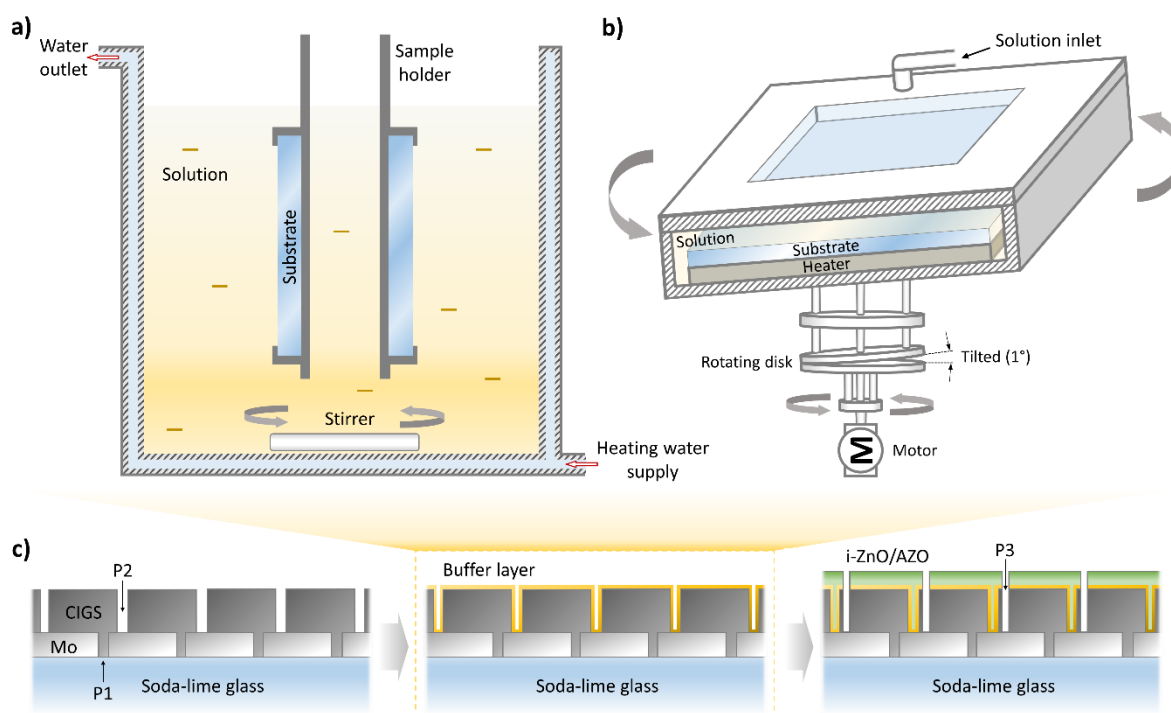 a)
Water
outlet
Sample
holder
Solution
Substrate
Stirrer
Heating water
supply
b)
Solution inlet
Solution
Substrate
Heater
Rotating disk
Tilted (1°)
M
Motor
c)
P2
CIGS
Mo
P1
Soda-lime glass
Buffer layer
Soda-lime glass
i-ZnO/AZO
P3
Soda-lime glass